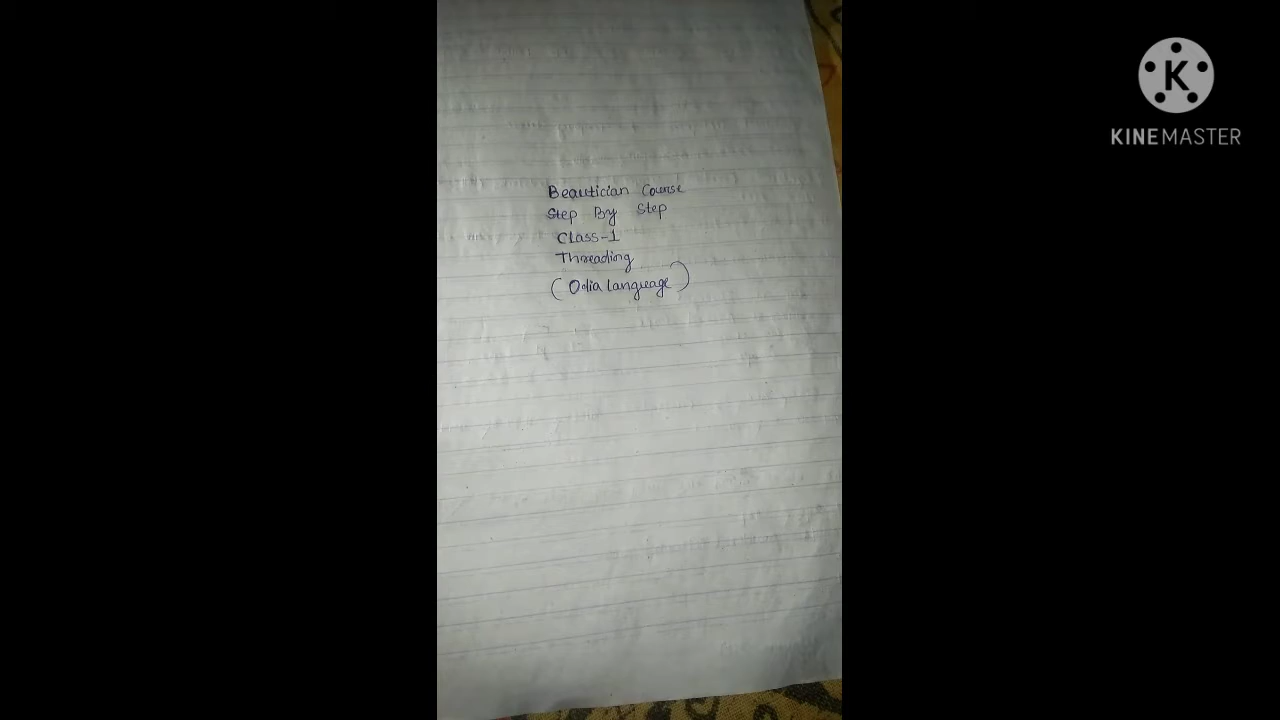 Beautician Course
Step By Step
Class-1
Threading
(Odia language)
K
KINEMASTER